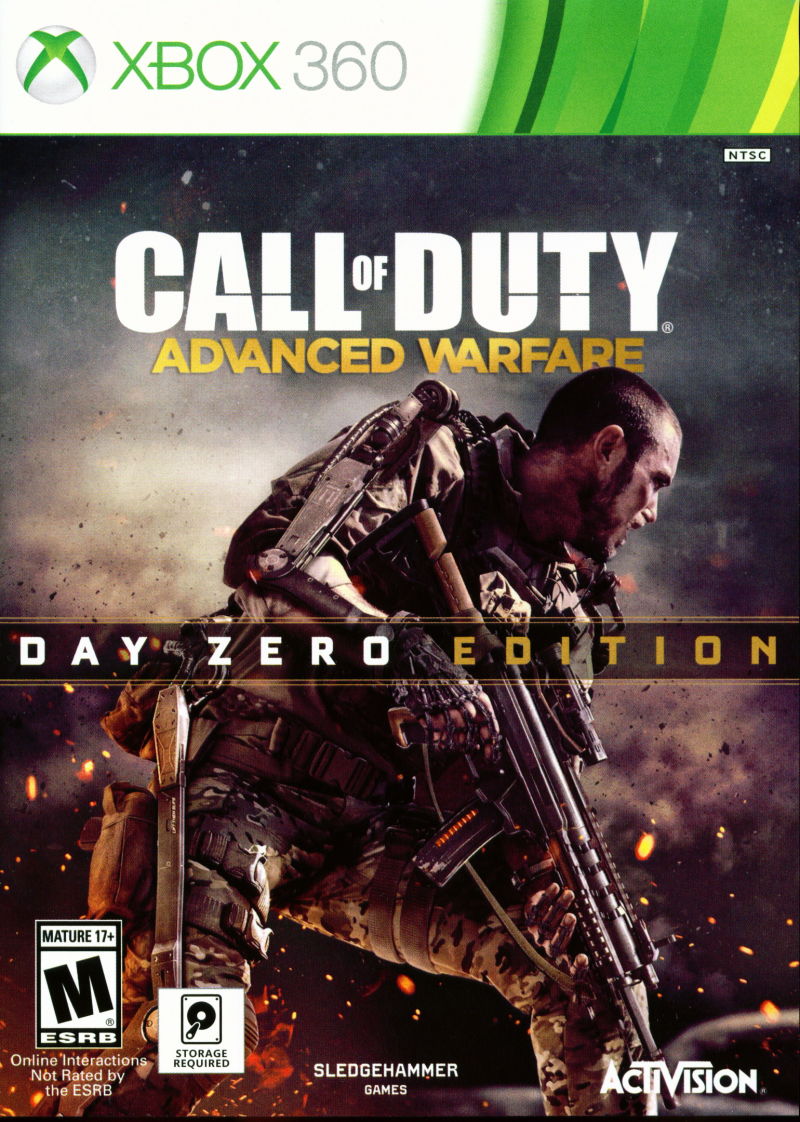 XBOX 360
NTSC
CALL OF DUTY®
ADVANCED WARFARE
DAY ZERO EDITION
MATURE 17+
M®
ESRB
Online Interactions
Not Rated by
the ESRB
STORAGE
REQUIRED
SLEDGEHAMMER
GAMES
ACTIVISION®